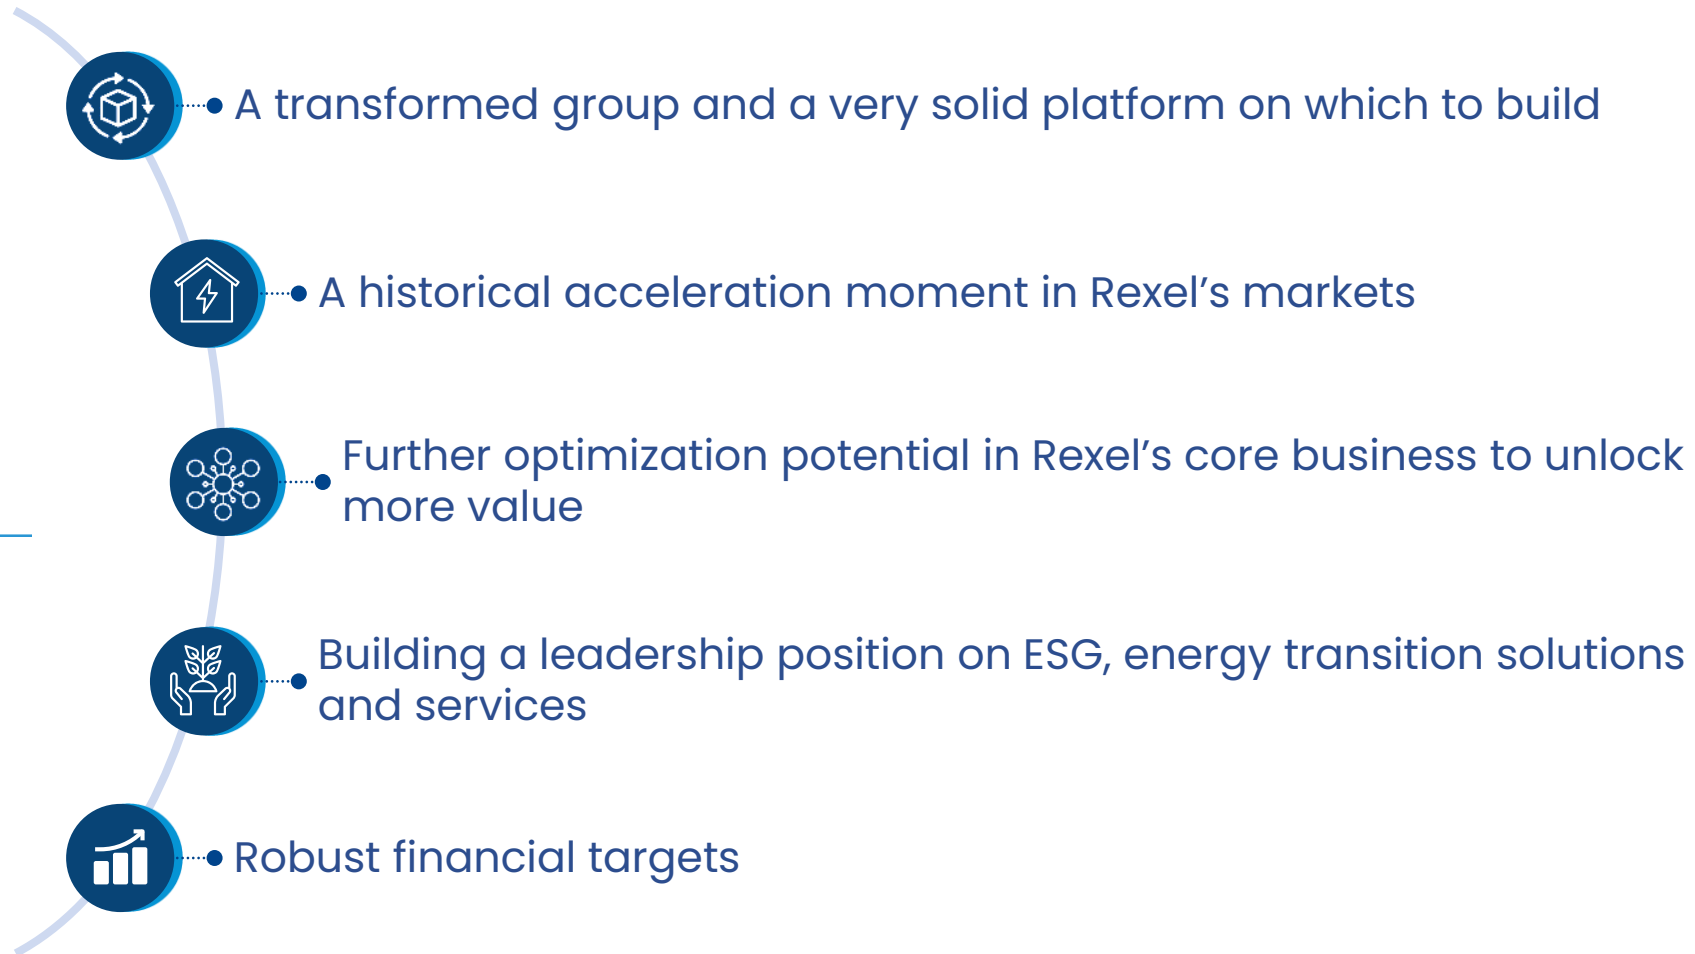 A transformed group and a very solid platform on which to build
A historical acceleration moment in Rexel’s markets
Further optimization potential in Rexel’s core business to unlock
more value
Building a leadership position on ESG, energy transition solutions
and services
Robust financial targets